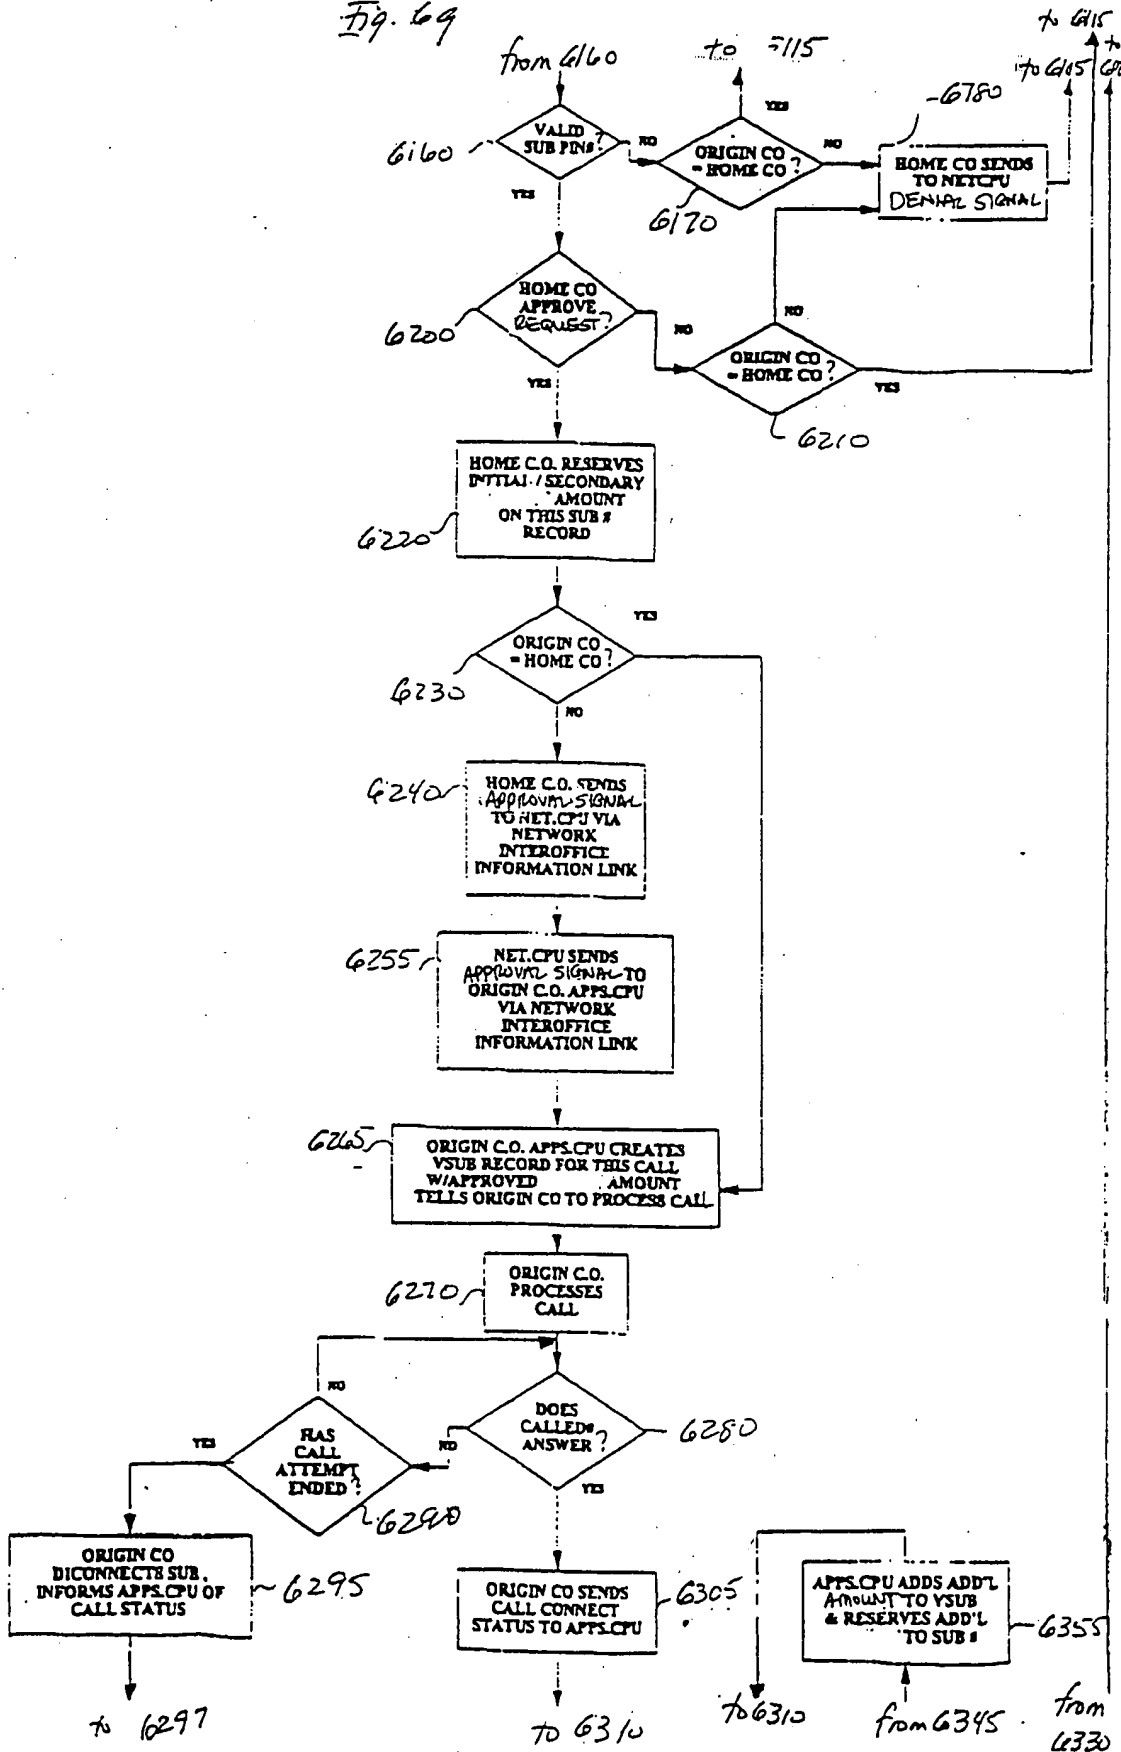 Fig. 6g
from 6160
to 5115
to 6115
to 6105
VALID
SUB PIN#?
6160
NO
YES
YES
ORIGIN CO
= HOME CO?
6170
NO
6780
HOME CO SENDS
TO NETCPU
DENIAL SIGNAL
HOME CO
APPROVE
REQUEST?
6200
NO
YES
NO
ORIGIN CO
= HOME CO?
YES
6210
HOME C.O. RESERVES
INITIAL / SECONDARY
AMOUNT
ON THIS SUB #
RECORD
6220
YES
ORIGIN CO
= HOME CO?
6230
NO
6240
HOME C.O. SENDS
APPROVAL SIGNAL
TO NET.CPU VIA
NETWORK
INTEROFFICE
INFORMATION LINK
6255
NET.CPU SENDS
APPROVAL SIGNAL TO
ORIGIN C.O. APPS.CPU
VIA NETWORK
INTEROFFICE
INFORMATION LINK
6265
ORIGIN C.O. APPS.CPU CREATES
VSUB RECORD FOR THIS CALL
W/APPROVED AMOUNT
TELLS ORIGIN CO TO PROCESS CALL
6270
ORIGIN C.O.
PROCESSES
CALL
NO
YES
HAS
CALL
ATTEMPT
ENDED?
6290
NO
DOES
CALLED#
ANSWER?
6280
YES
ORIGIN CO
DICONNECTS SUB,
INFORMS APPS.CPU OF
CALL STATUS
6295
ORIGIN CO SENDS
CALL CONNECT
STATUS TO APPS.CPU
6305
APPS.CPU ADDS ADD'L
AMOUNT TO VSUB
& RESERVES ADD'L
TO SUB #
6355
to 6297
to 6310
to 6310
from 6345
from
6330